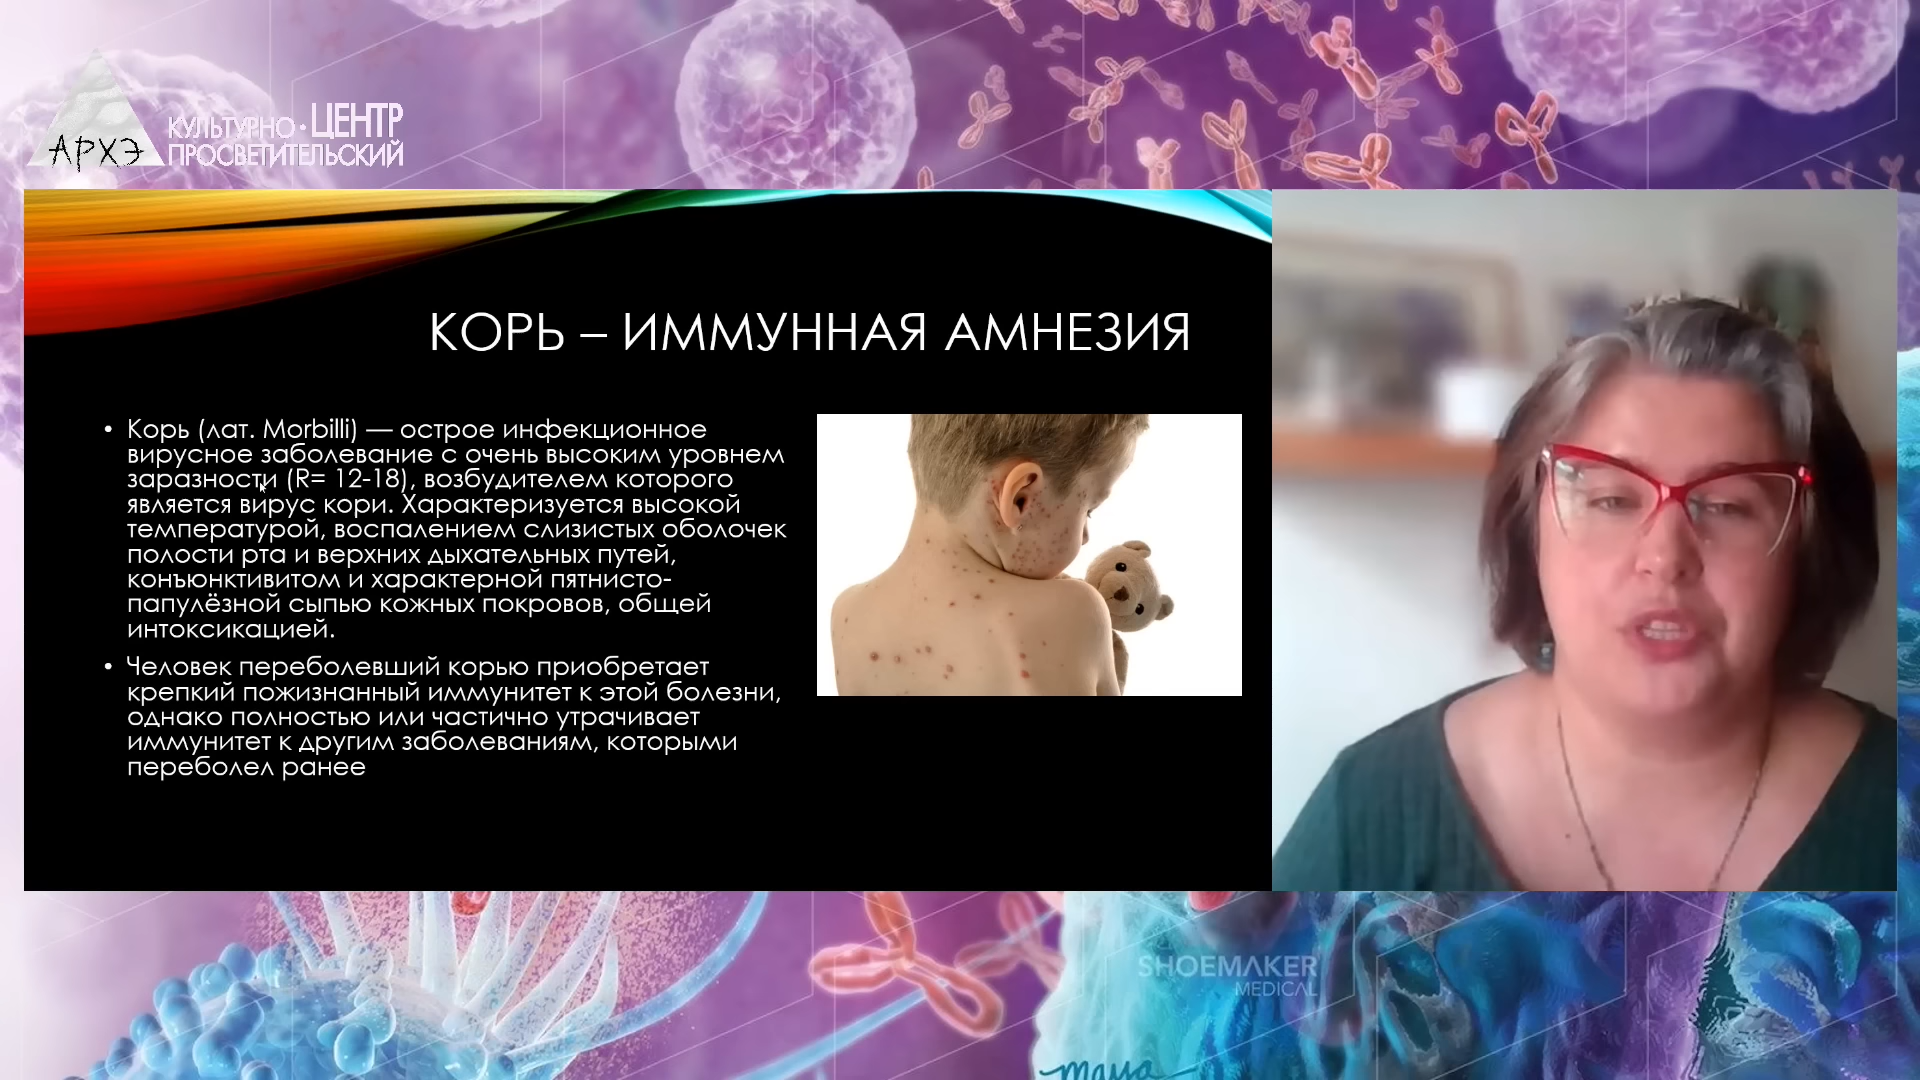 АРХЭ
КУЛЬТУРНО·ЦЕНТР
ПРОСВЕТИТЕЛЬСКИЙ
КОРЬ – ИММУННАЯ АМНЕЗИЯ
• Корь (лат. Morbilli) — острое инфекционное
вирусное заболевание с очень высоким уровнем
заразности (R= 12-18), возбудителем которого
является вирус кори. Характеризуется высокой
температурой, воспалением слизистых оболочек
полости рта и верхних дыхательных путей,
конъюнктивитом и характерной пятнисто-
папулёзной сыпью кожных покровов, общей
интоксикацией.
• Человек переболевший корью приобретает
крепкий пожизнанный иммунитет к этой болезни,
однако полностью или частично утрачивает
иммунитет к другим заболеваниям, которыми
переболел ранее
SHOEMAKER
MEDICAL